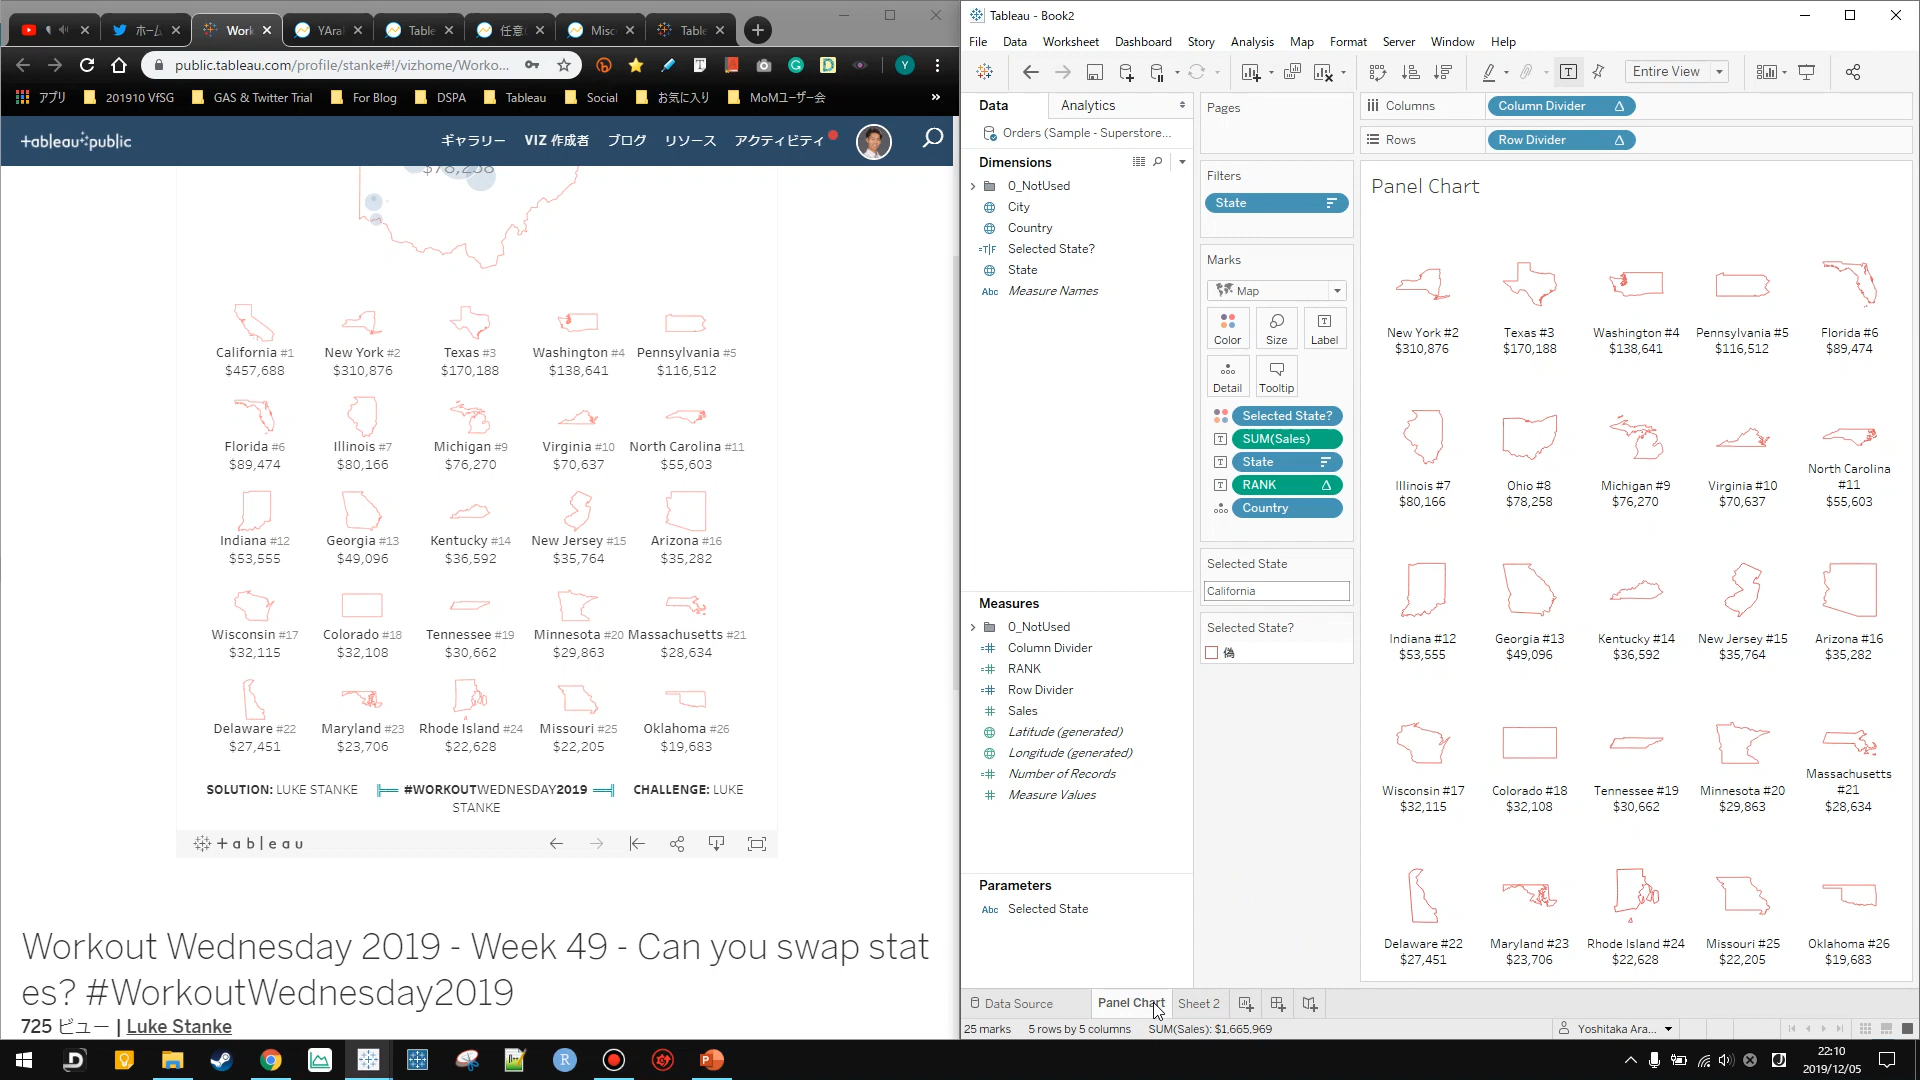 ホーム
Work
YAra
Table
任意(
Misc
Table
public.tableau.com/profile/stanke#!/vizhome/Worko...
Y
アプリ
201910 VfSG
GAS & Twitter Trial
For Blog
DSPA
Tableau
Social
お気に入り
MoMユーザー会
»
+ableau+public
ギャラリー
VIZ 作成者
ブログ
リソース
アクティビティ
$78,258
California #1
$457,688
New York #2
$310,876
Texas #3
$170,188
Washington #4
$138,641
Pennsylvania #5
$116,512
Florida #6
$89,474
Illinois #7
$80,166
Michigan #9
$76,270
Virginia #10
$70,637
North Carolina #11
$55,603
Indiana #12
$53,555
Georgia #13
$49,096
Kentucky #14
$36,592
New Jersey #15
$35,764
Arizona #16
$35,282
Wisconsin #17
$32,115
Colorado #18
$32,108
Tennessee #19
$30,662
Minnesota #20
$29,863
Massachusetts #21
$28,634
Delaware #22
$27,451
Maryland #23
$23,706
Rhode Island #24
$22,628
Missouri #25
$22,205
Oklahoma #26
$19,683
SOLUTION: LUKE STANKE
#WORKOUTWEDNESDAY2019
CHALLENGE: LUKE
STANKE
+ableau
Workout Wednesday 2019 - Week 49 - Can you swap stat
es? #WorkoutWednesday2019
725 ビュー | Luke Stanke
Tableau - Book2
File
Data
Worksheet
Dashboard
Story
Analysis
Map
Format
Server
Window
Help
Entire View
Data
Analytics
Orders (Sample - Superstore...
Dimensions
0_NotUsed
City
Country
=T|F Selected State?
State
Abc Measure Names
Measures
0_NotUsed
Column Divider
RANK
Row Divider
Sales
Latitude (generated)
Longitude (generated)
Number of Records
Measure Values
Parameters
Abc Selected State
Pages
Filters
State
Marks
Map
Color
Size
Label
Detail
Tooltip
Selected State?
SUM(Sales)
State
RANK
Country
Selected State
California
Selected State?
偽
Columns
Column Divider
Rows
Row Divider
Panel Chart
New York #2
$310,876
Texas #3
$170,188
Washington #4
$138,641
Pennsylvania #5
$116,512
Florida #6
$89,474
Illinois #7
$80,166
Ohio #8
$78,258
Michigan #9
$76,270
Virginia #10
$70,637
North Carolina
#11
$55,603
Indiana #12
$53,555
Georgia #13
$49,096
Kentucky #14
$36,592
New Jersey #15
$35,764
Arizona #16
$35,282
Wisconsin #17
$32,115
Colorado #18
$32,108
Tennessee #19
$30,662
Minnesota #20
$29,863
Massachusetts
#21
$28,634
Delaware #22
$27,451
Maryland #23
$23,706
Rhode Island #24
$22,628
Missouri #25
$22,205
Oklahoma #26
$19,683
Data Source
Panel Chart
Sheet 2
25 marks
5 rows by 5 columns
SUM(Sales): $1,665,969
Yoshitaka Ara...
22:10
2019/12/05